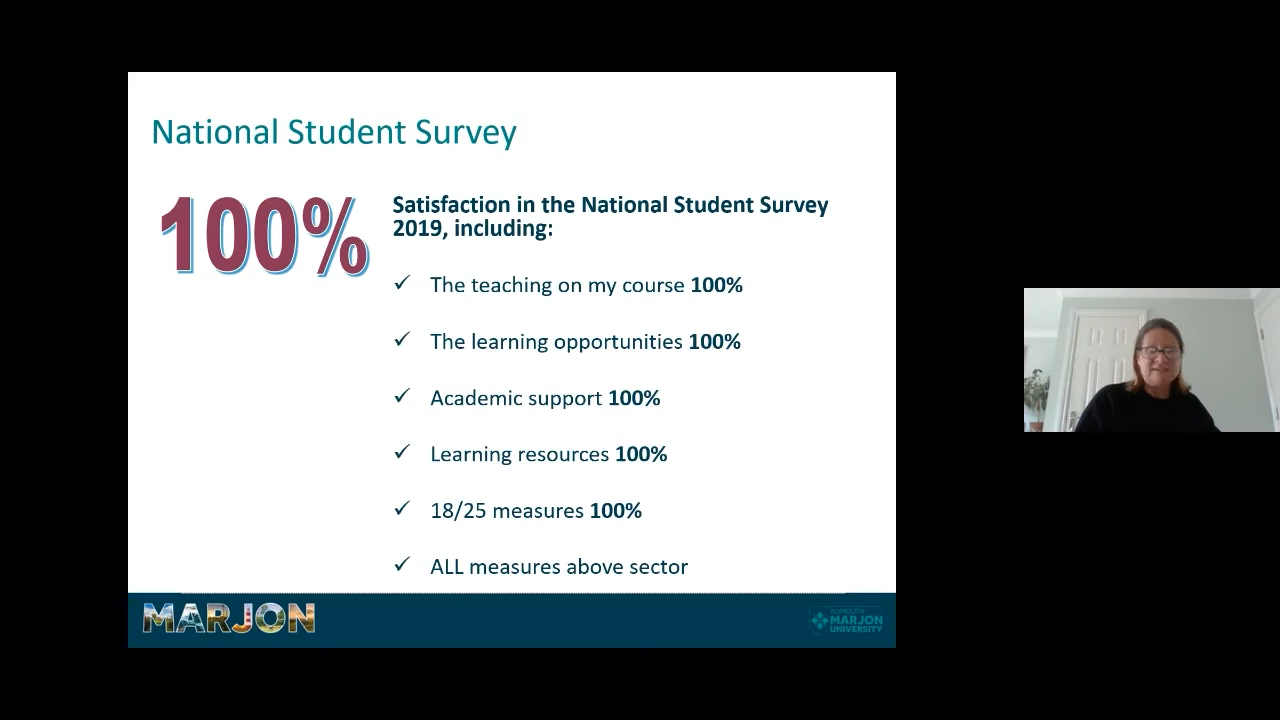 National Student Survey
100%
Satisfaction in the National Student Survey
2019, including:
✓ The teaching on my course 100%
✓ The learning opportunities 100%
✓ Academic support 100%
✓ Learning resources 100%
✓ 18/25 measures 100%
✓ ALL measures above sector
MARJON
PLYMOUTH
MARJON
UNIVERSITY